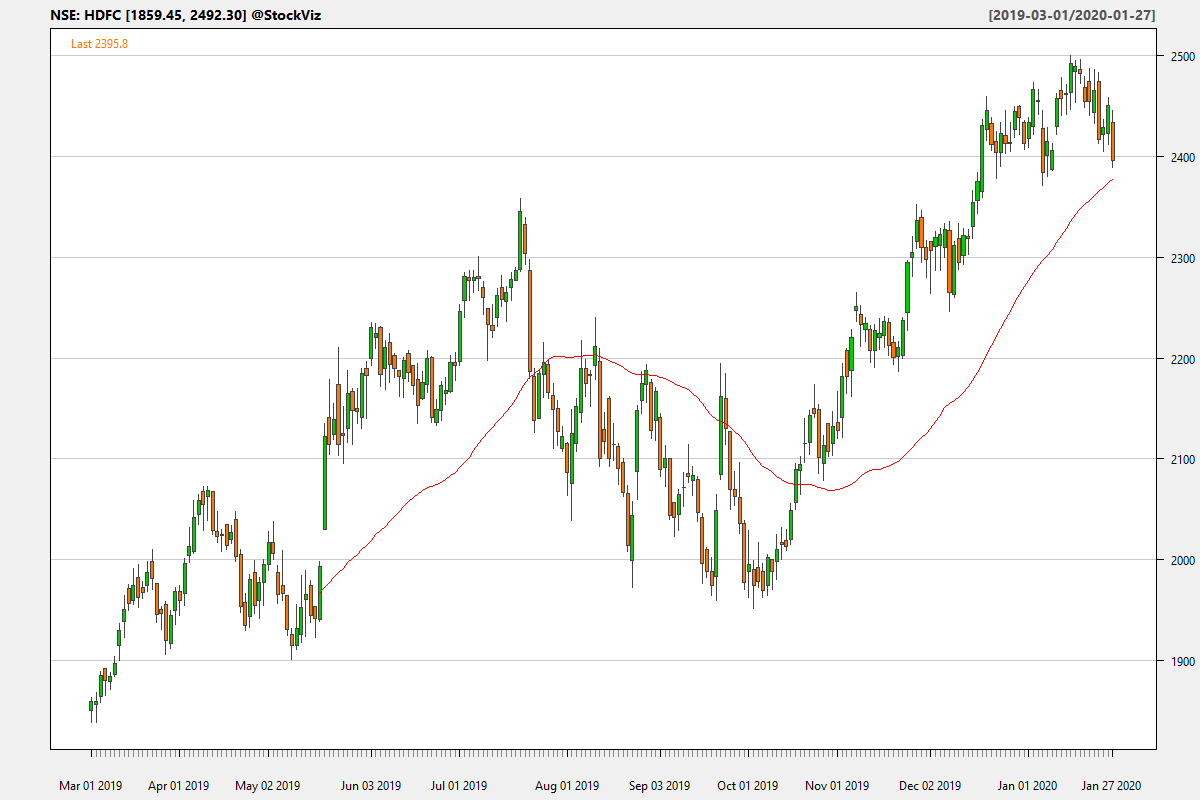 NSE: HDFC [1859.45, 2492.30] @StockViz
[2019-03-01/2020-01-27]
Last 2395.8
2500
2400
2300
2200
2100
2000
1900
Mar 01 2019
Apr 01 2019
May 02 2019
Jun 03 2019
Jul 01 2019
Aug 01 2019
Sep 03 2019
Oct 01 2019
Nov 01 2019
Dec 02 2019
Jan 01 2020
Jan 27 2020